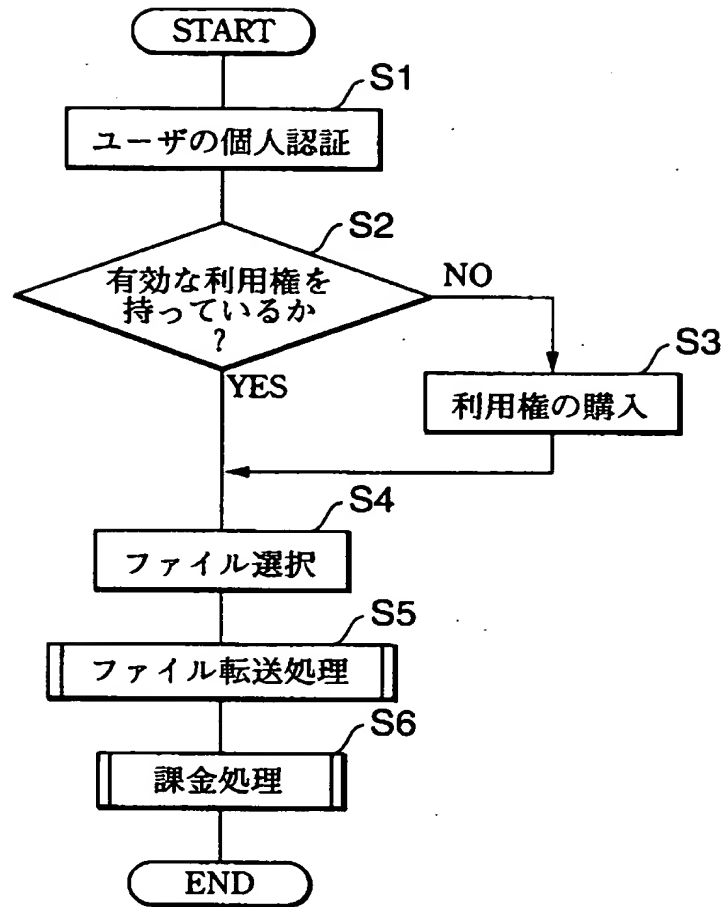 START
S1
ユーザの個人認証
S2
有効な利用権を
持っているか
?
NO
YES
S3
利用権の購入
S4
ファイル選択
S5
ファイル転送処理
S6
課金処理
END